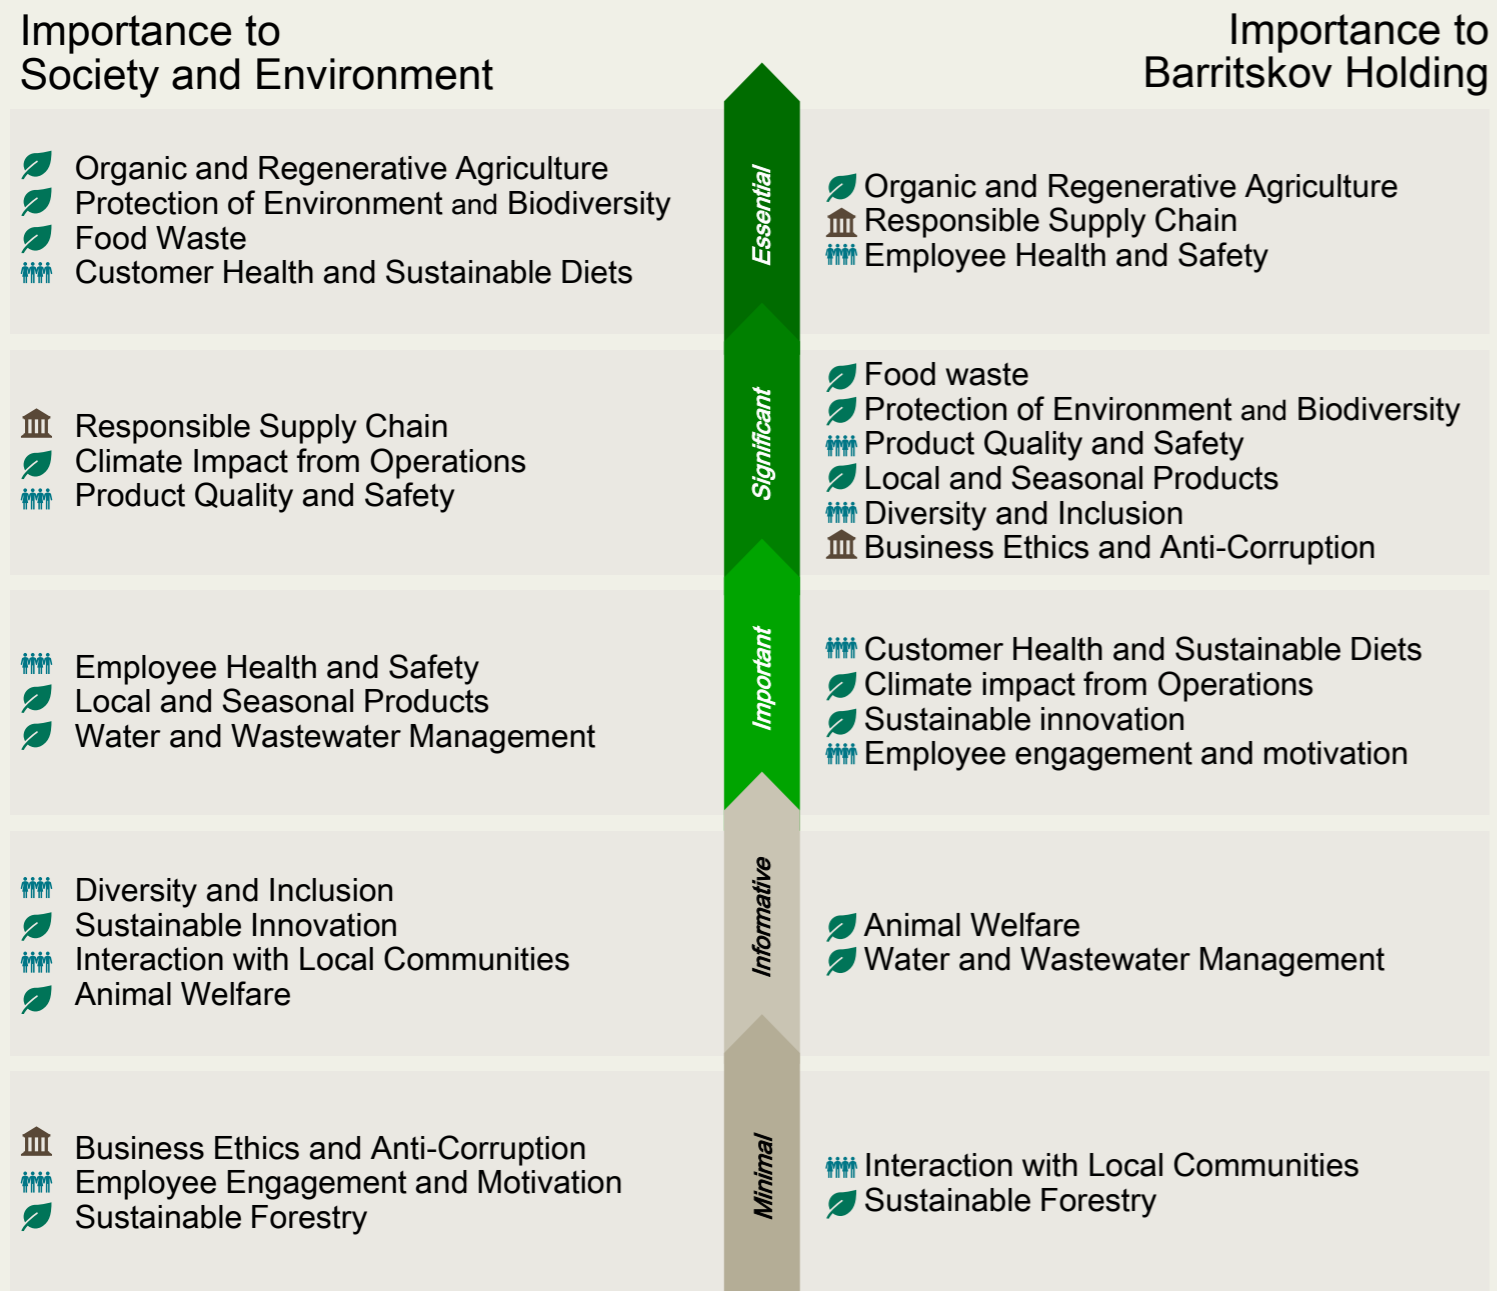 Importance to
Society and Environment
Importance to
Barritskov Holding
Organic and Regenerative Agriculture
Protection of Environment and Biodiversity
Food Waste
Customer Health and Sustainable Diets
Essential
Organic and Regenerative Agriculture
Responsible Supply Chain
Employee Health and Safety
Responsible Supply Chain
Climate Impact from Operations
Product Quality and Safety
Significant
Food waste
Protection of Environment and Biodiversity
Product Quality and Safety
Local and Seasonal Products
Diversity and Inclusion
Business Ethics and Anti-Corruption
Employee Health and Safety
Local and Seasonal Products
Water and Wastewater Management
Important
Customer Health and Sustainable Diets
Climate impact from Operations
Sustainable innovation
Employee engagement and motivation
Diversity and Inclusion
Sustainable Innovation
Interaction with Local Communities
Animal Welfare
Informative
Animal Welfare
Water and Wastewater Management
Business Ethics and Anti-Corruption
Employee Engagement and Motivation
Sustainable Forestry
Minimal
Interaction with Local Communities
Sustainable Forestry